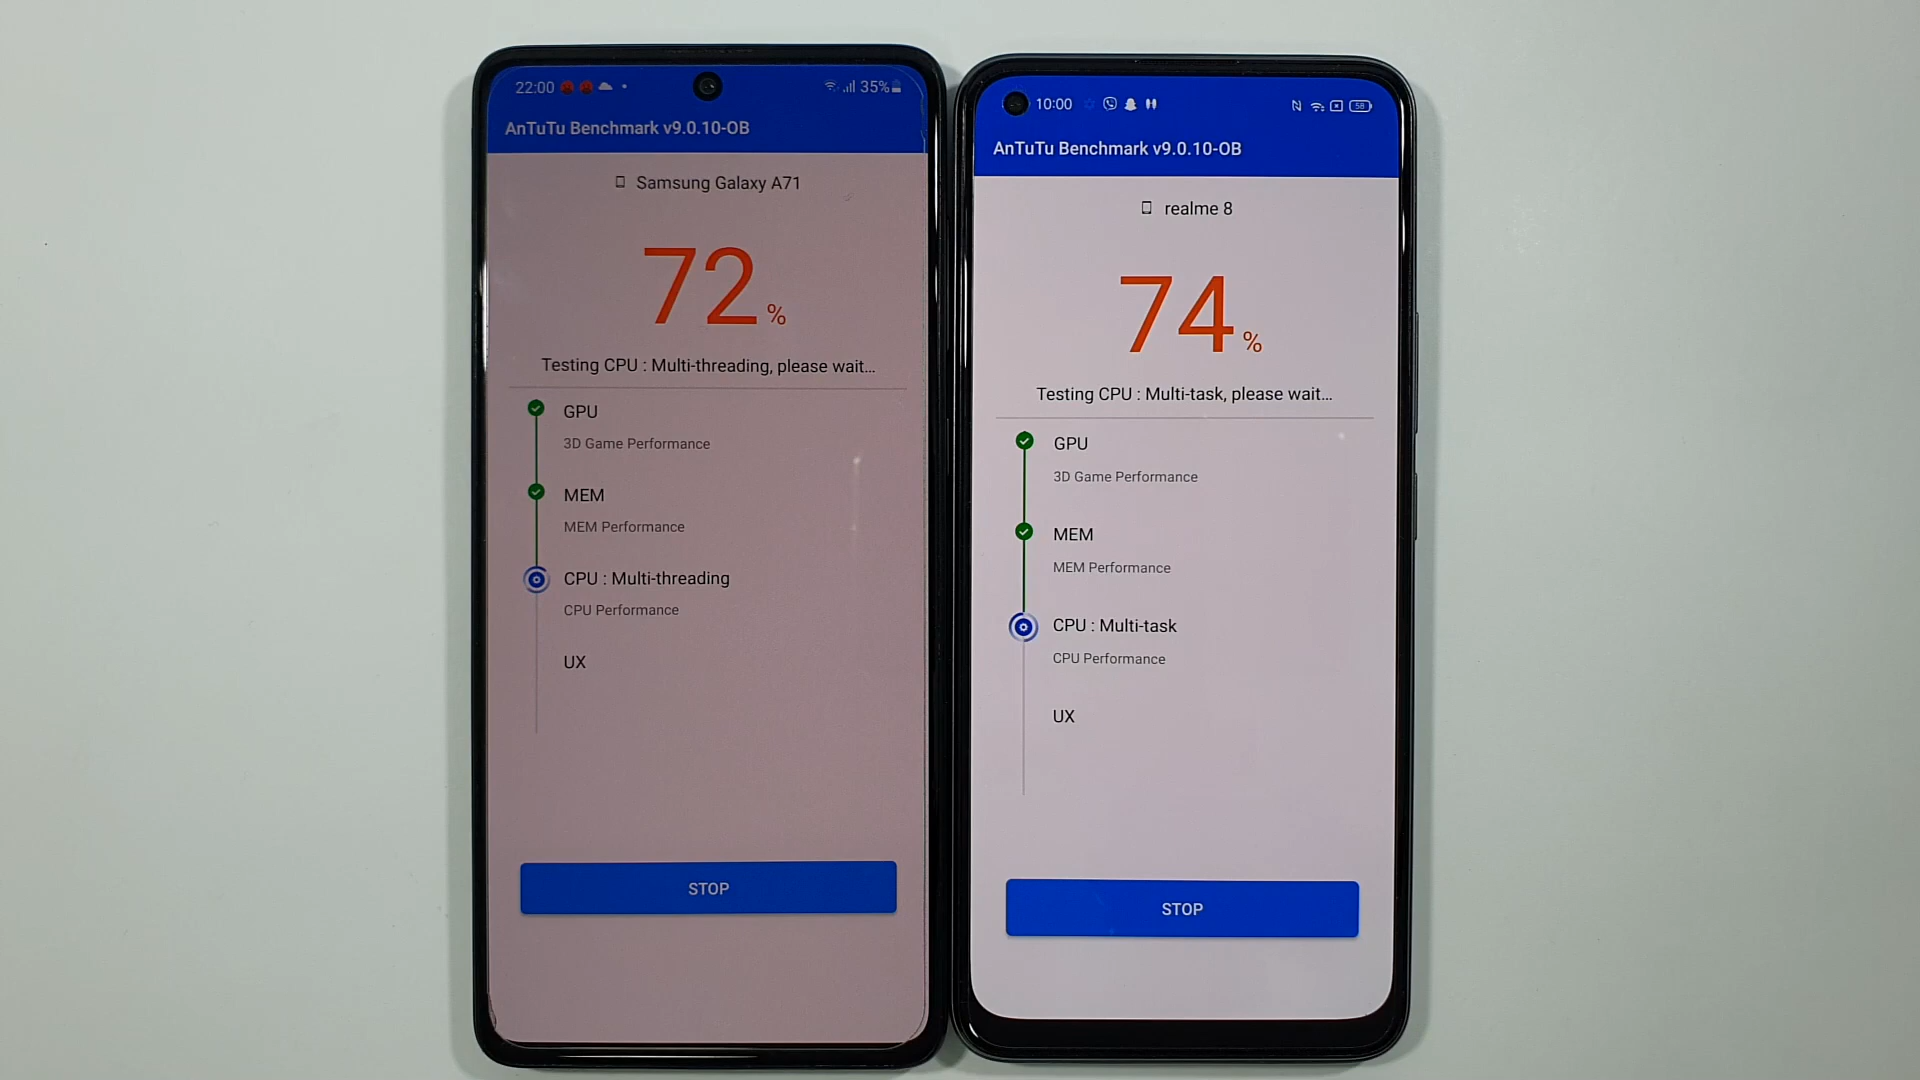 22:00
35%
AnTuTu Benchmark v9.0.10-OB
Samsung Galaxy A71
72%
Testing CPU : Multi-threading, please wait...
GPU
3D Game Performance
MEM
MEM Performance
CPU : Multi-threading
CPU Performance
UX
STOP
10:00
58
AnTuTu Benchmark v9.0.10-OB
realme 8
74%
Testing CPU : Multi-task, please wait...
GPU
3D Game Performance
MEM
MEM Performance
CPU : Multi-task
CPU Performance
UX
STOP